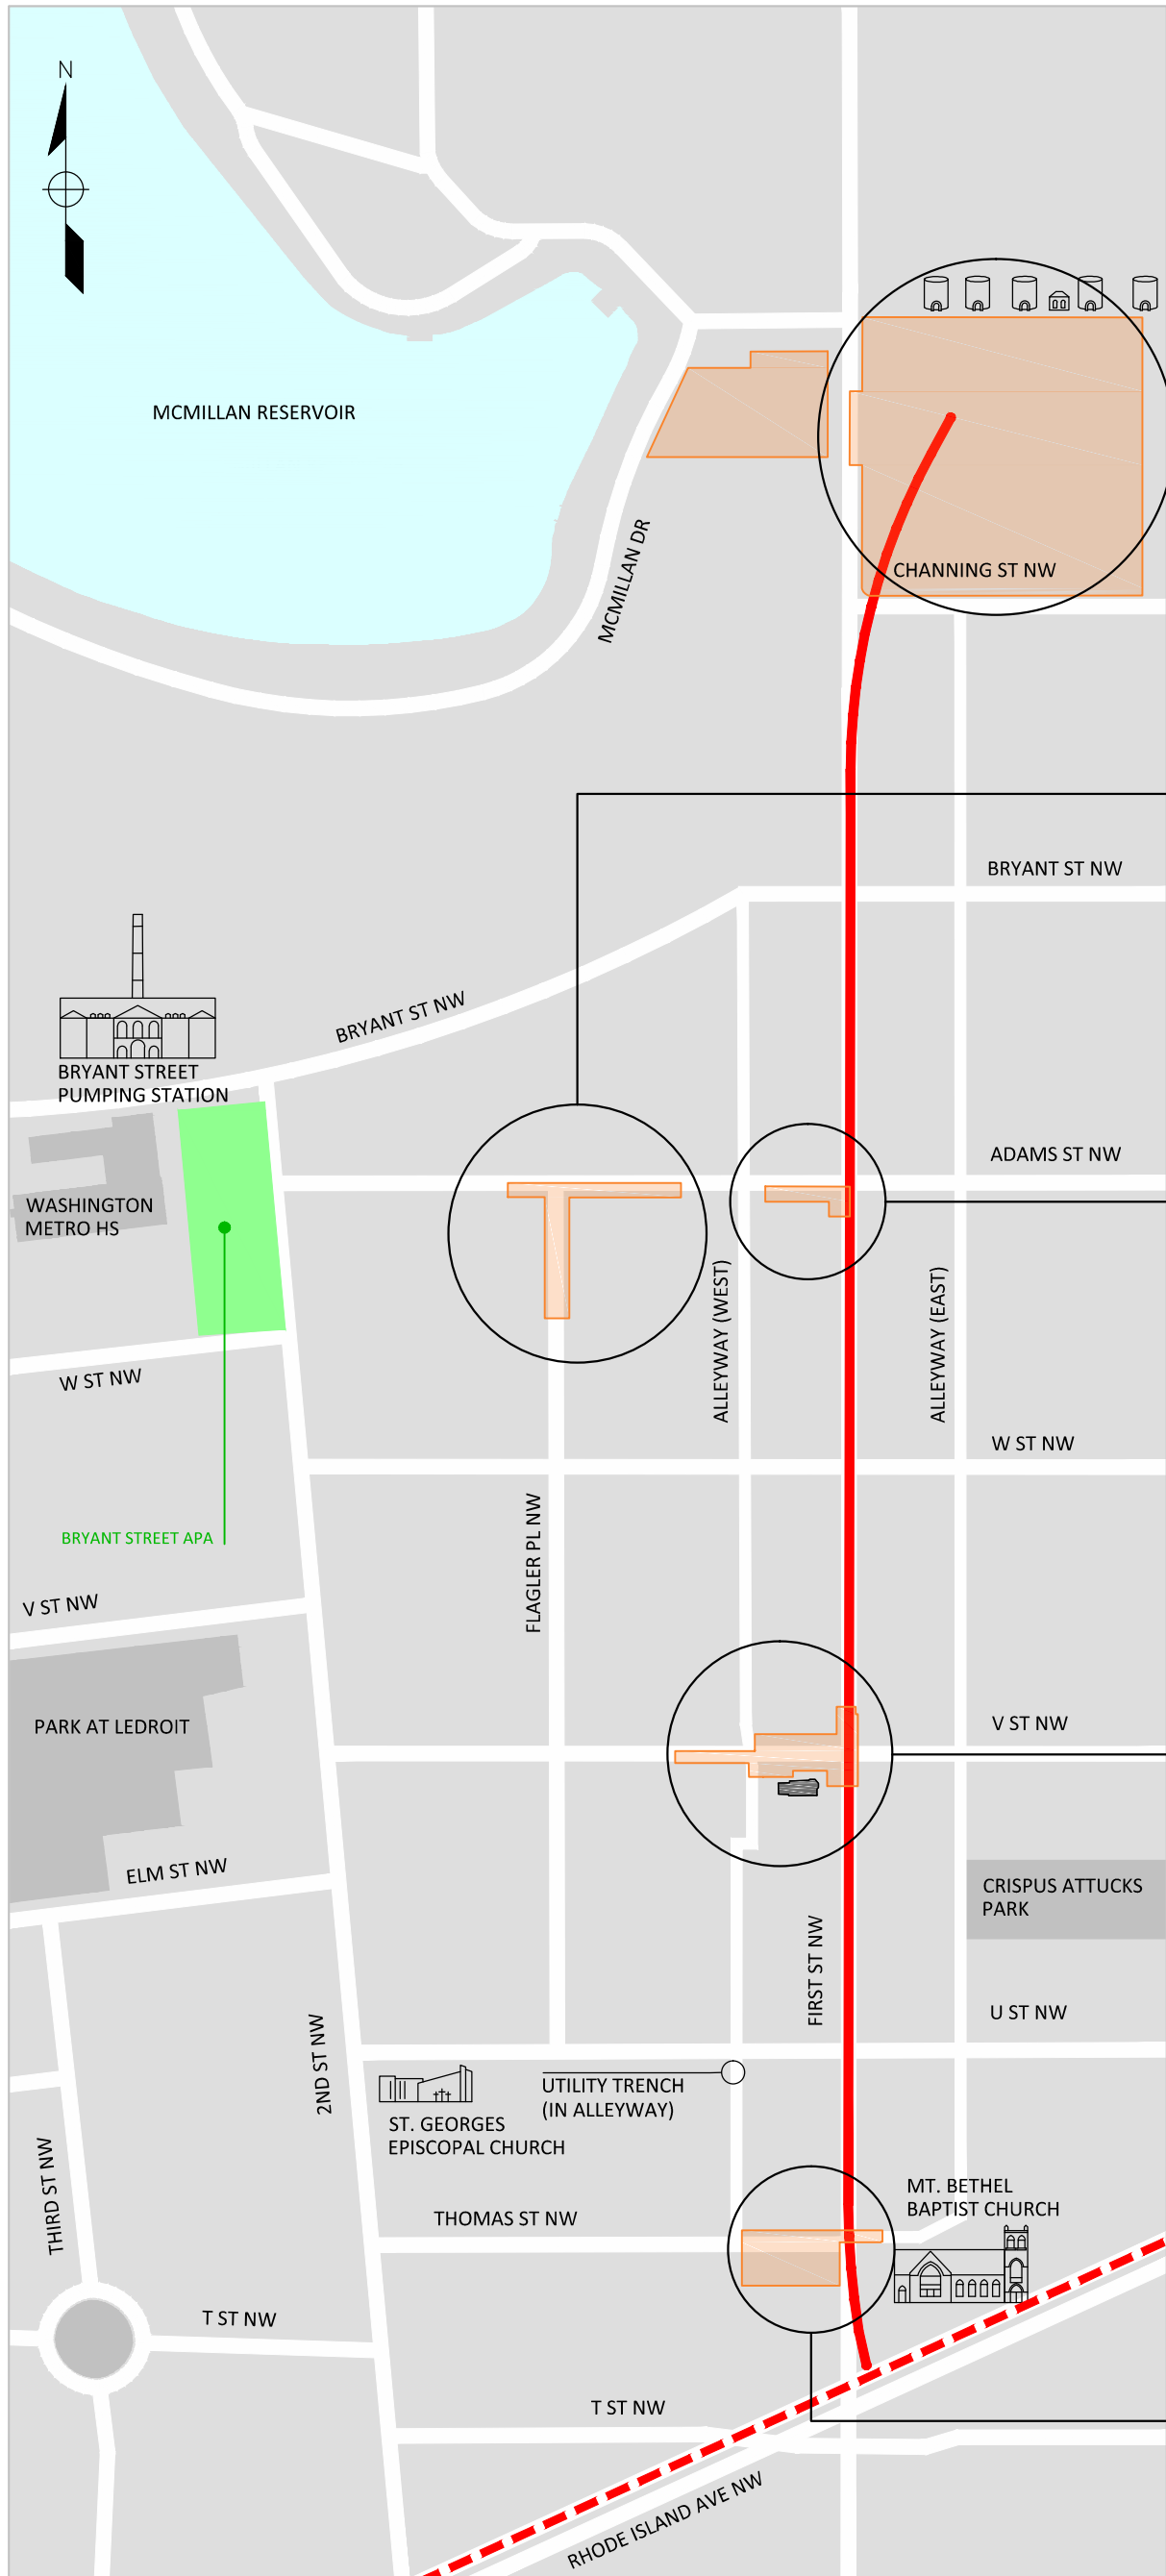 N
MCMILLAN RESERVOIR
MCMILLAN DR
CHANNING ST NW
BRYANT ST NW
BRYANT ST NW
BRYANT STREET
PUMPING STATION
ADAMS ST NW
WASHINGTON
METRO HS
ALLEYWAY (WEST)
ALLEYWAY (EAST)
W ST NW
W ST NW
FLAGLER PL NW
BRYANT STREET APA
V ST NW
PARK AT LEDROIT
V ST NW
ELM ST NW
CRISPUS ATTUCKS
PARK
FIRST ST NW
U ST NW
2ND ST NW
UTILITY TRENCH
(IN ALLEYWAY)
ST. GEORGES
EPISCOPAL CHURCH
THIRD ST NW
MT. BETHEL
BAPTIST CHURCH
THOMAS ST NW
T ST NW
T ST NW
RHODE ISLAND AVE NW